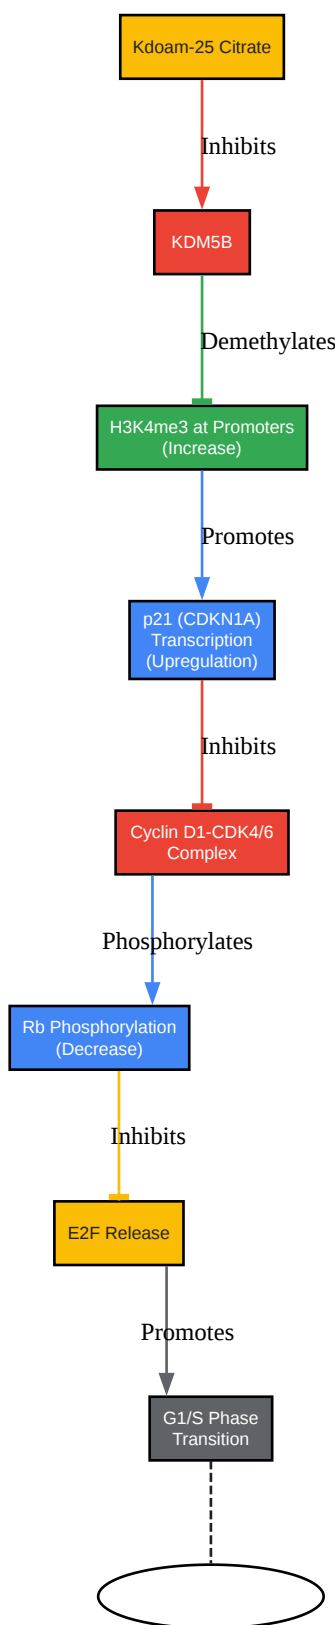 Kdoam-25 Citrate
Inhibits
KDM5B
Demethylates
H3K4me3 at Promoters
(Increase)
Promotes
p21 (CDKN1A)
Transcription
(Upregulation)
Inhibits
Cyclin D1-CDK4/6
Complex
Phosphorylates
Rb Phosphorylation
(Decrease)
Inhibits
E2F Release
Promotes
G1/S Phase
Transition